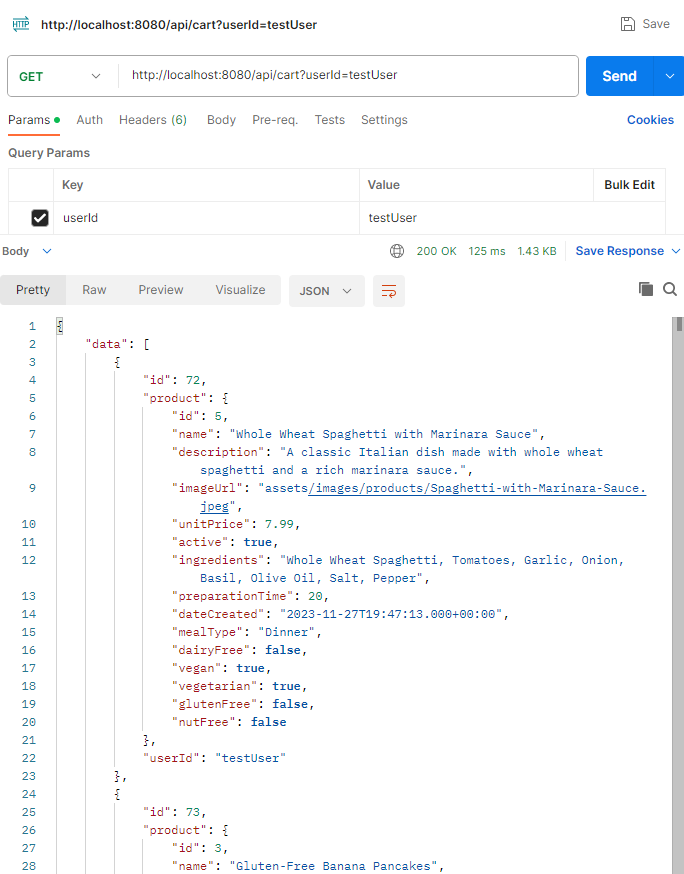 HTTP http://localhost:8080/api/cart?userId=testUser Save
GET http://localhost:8080/api/cart?userId=testUser Send
Params Auth Headers (6) Body Pre-req. Tests Settings Cookies
Query Params
Key Value Bulk Edit
userId testUser
Body 200 OK 125 ms 1.43 KB Save Response
Pretty Raw Preview Visualize JSON
1 {
2 "data": [
3 {
4 "id": 72,
5 "product": {
6 "id": 5,
7 "name": "Whole Wheat Spaghetti with Marinara Sauce",
8 "description": "A classic Italian dish made with whole wheat
spaghetti and a rich marinara sauce.",
9 "imageUrl": "assets/images/products/Spaghetti-with-Marinara-Sauce.
jpeg",
10 "unitPrice": 7.99,
11 "active": true,
12 "ingredients": "Whole Wheat Spaghetti, Tomatoes, Garlic, Onion,
Basil, Olive Oil, Salt, Pepper",
13 "preparationTime": 20,
14 "dateCreated": "2023-11-27T19:47:13.000+00:00",
15 "mealType": "Dinner",
16 "dairyFree": false,
17 "vegan": true,
18 "vegetarian": true,
19 "glutenFree": false,
20 "nutFree": false
21 },
22 "userId": "testUser"
23 },
24 {
25 "id": 73,
26 "product": {
27 "id": 3,
28 "name": "Gluten-Free Banana Pancakes",